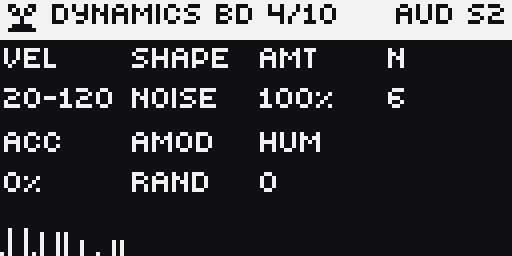 DYNAMICS BD 4/10 AUD S2
VEL SHAPE AMT N
20-120 NOISE 100% 6
ACC AMOD HUM
0% RAND 0